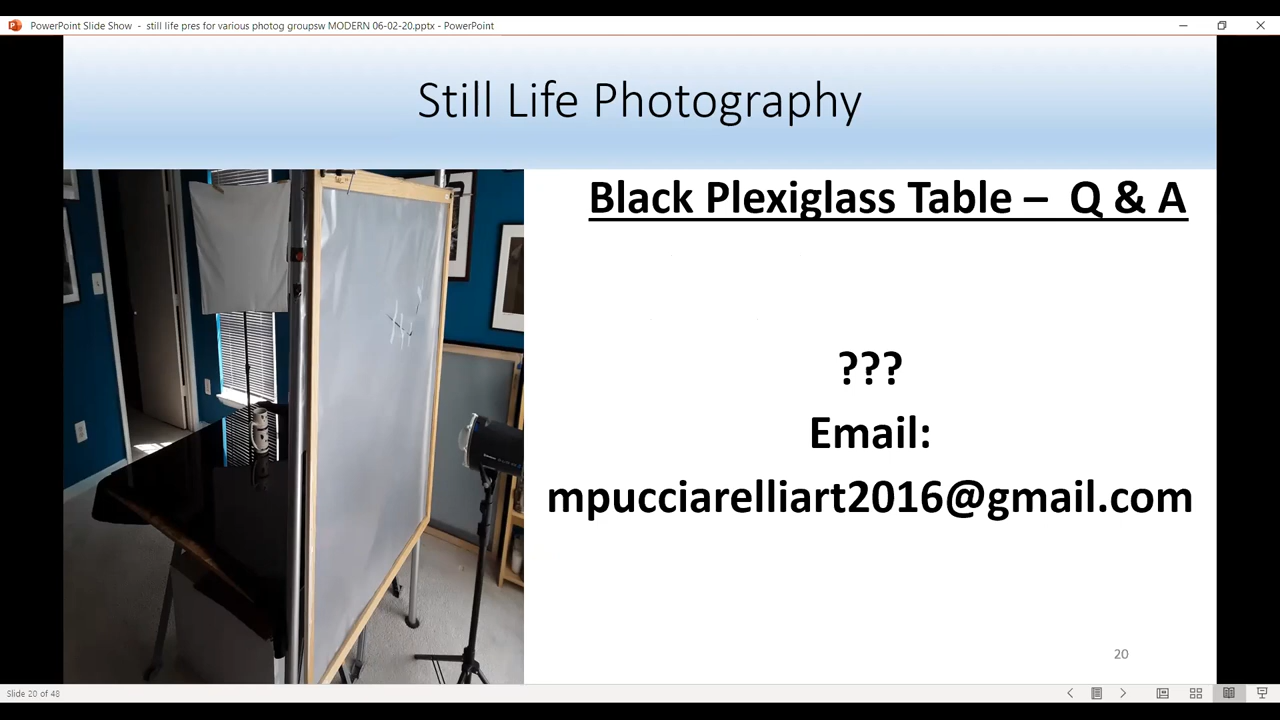 PowerPoint Slide Show - still life pres for various photog groupsw MODERN 06-02-20.pptx - PowerPoint
Still Life Photography
Black Plexiglass Table – Q & A
???
Email:
mpucciarelliart2016@gmail.com
20
Slide 20 of 48